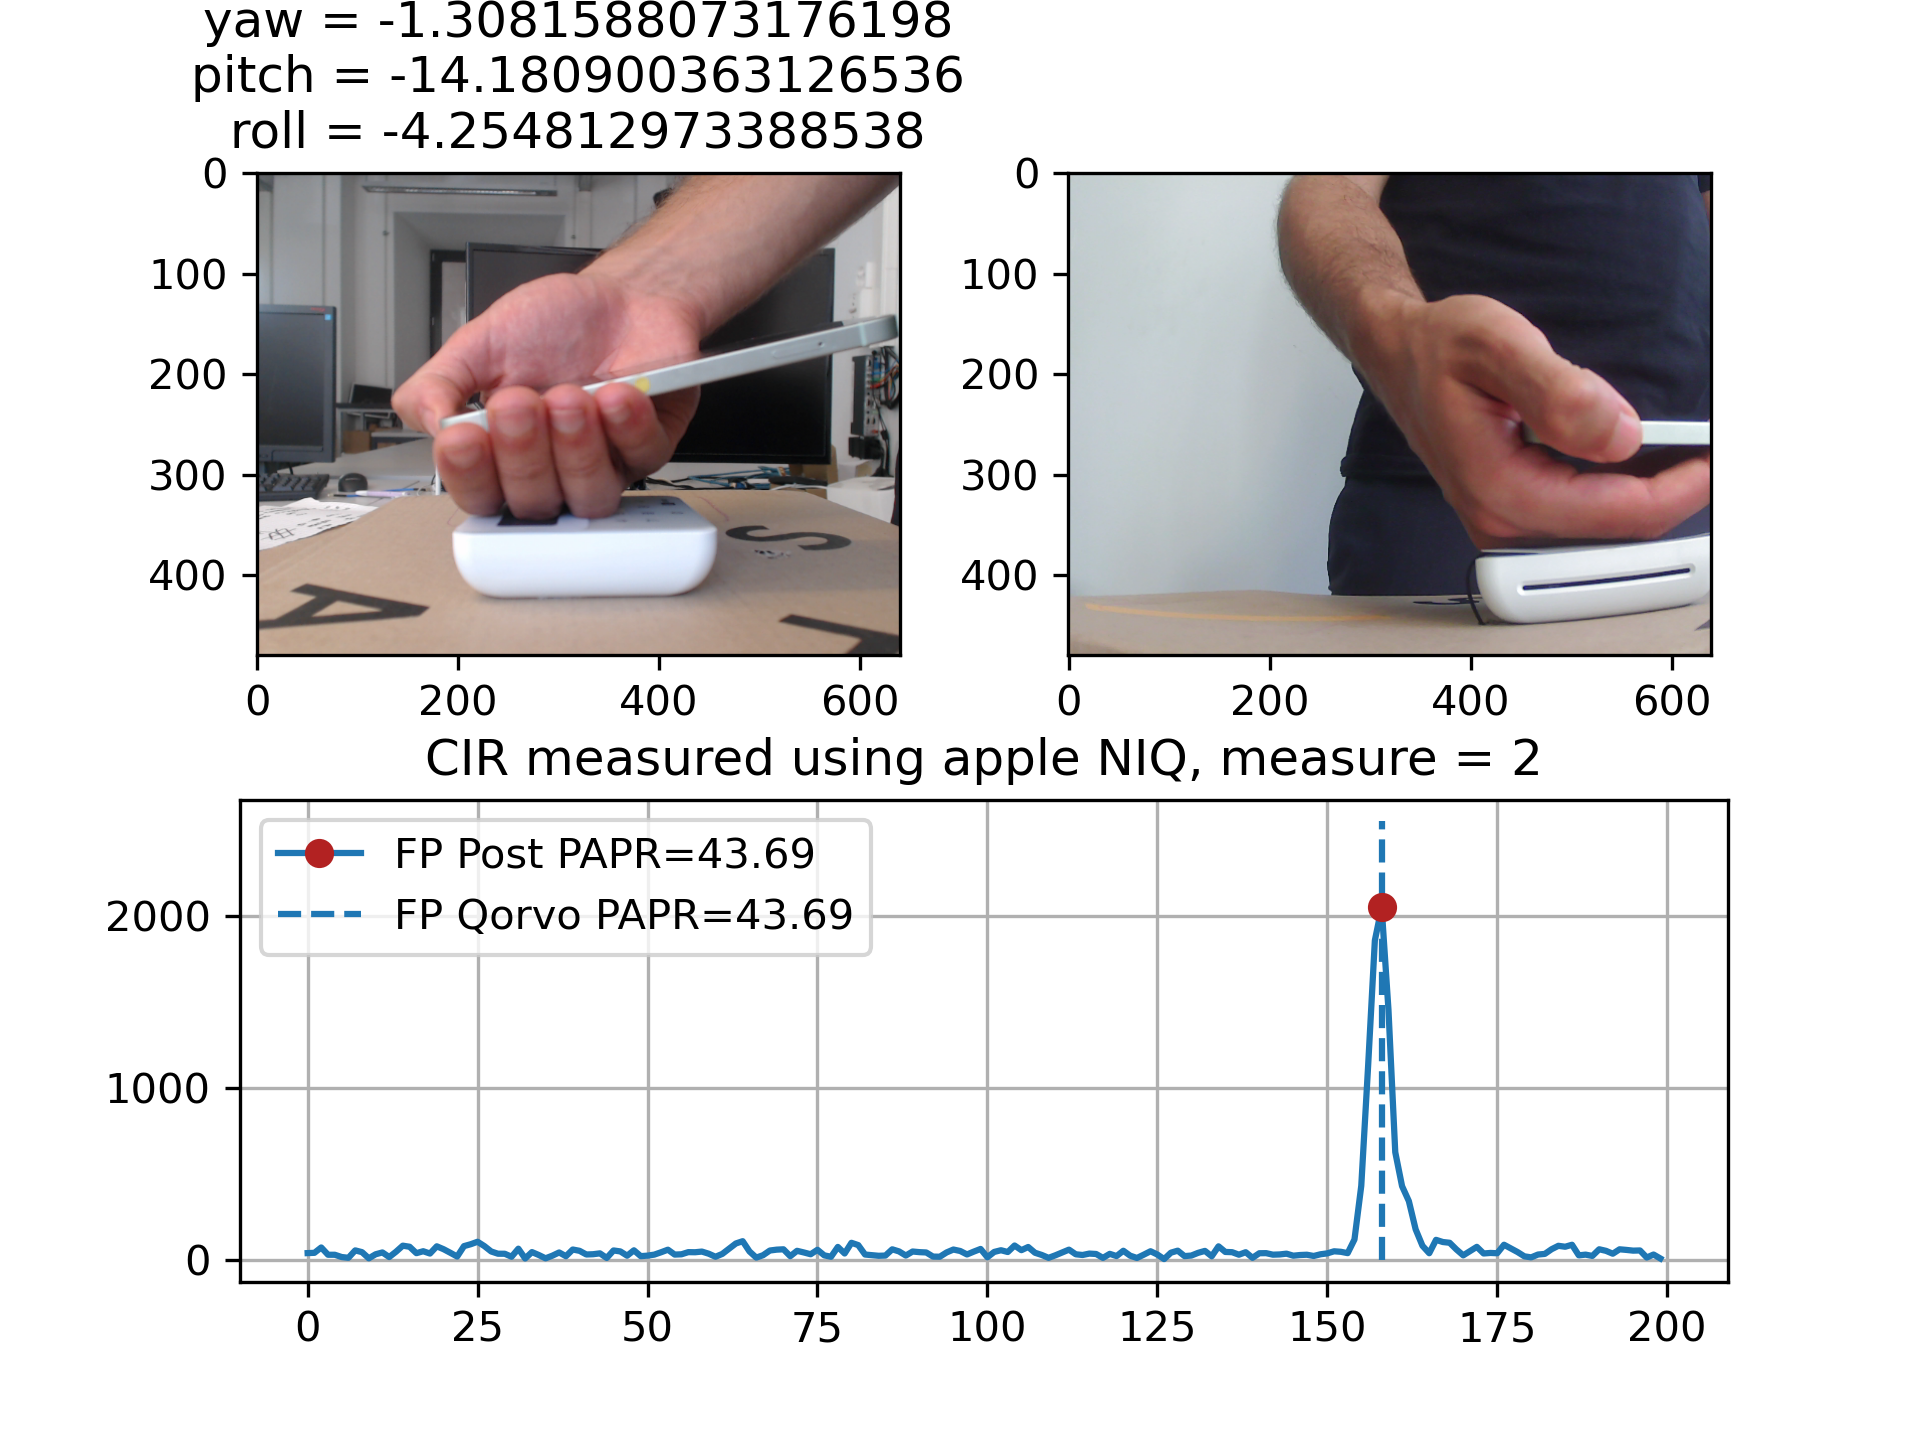 yaw = -1.3081588073176198
pitch = -14.180900363126536
roll = -4.254812973388538
0
100
200
300
400
0 200 400 600
0
100
200
300
400
0 200 400 600
A
S
CIR measured using apple NIQ, measure = 2
FP Post PAPR=43.69
FP Qorvo PAPR=43.69
2000
1000
0
0 25 50 75 100 125 150 175 200